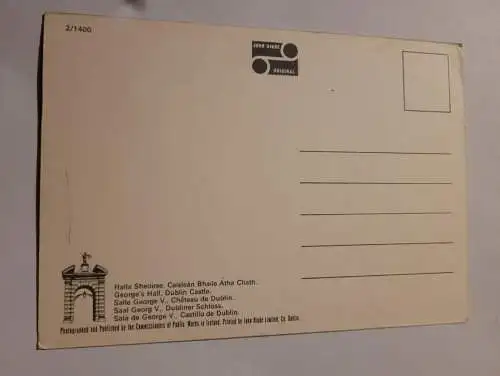 2/1400
JOHN HINDE
ORIGINAL
Halla Sheoirse, Caisleán Bhaile Átha Cliath.
George's Hall, Dublin Castle.
Salle George V., Château de Dublin.
Saal Georg V., Dubliner Schloss.
Sala de George V., Castillo de Dublin.
Photographed and Published by the Commissioners of Public Works in Ireland. Printed by John Hinde Limited, Co. Dublin.